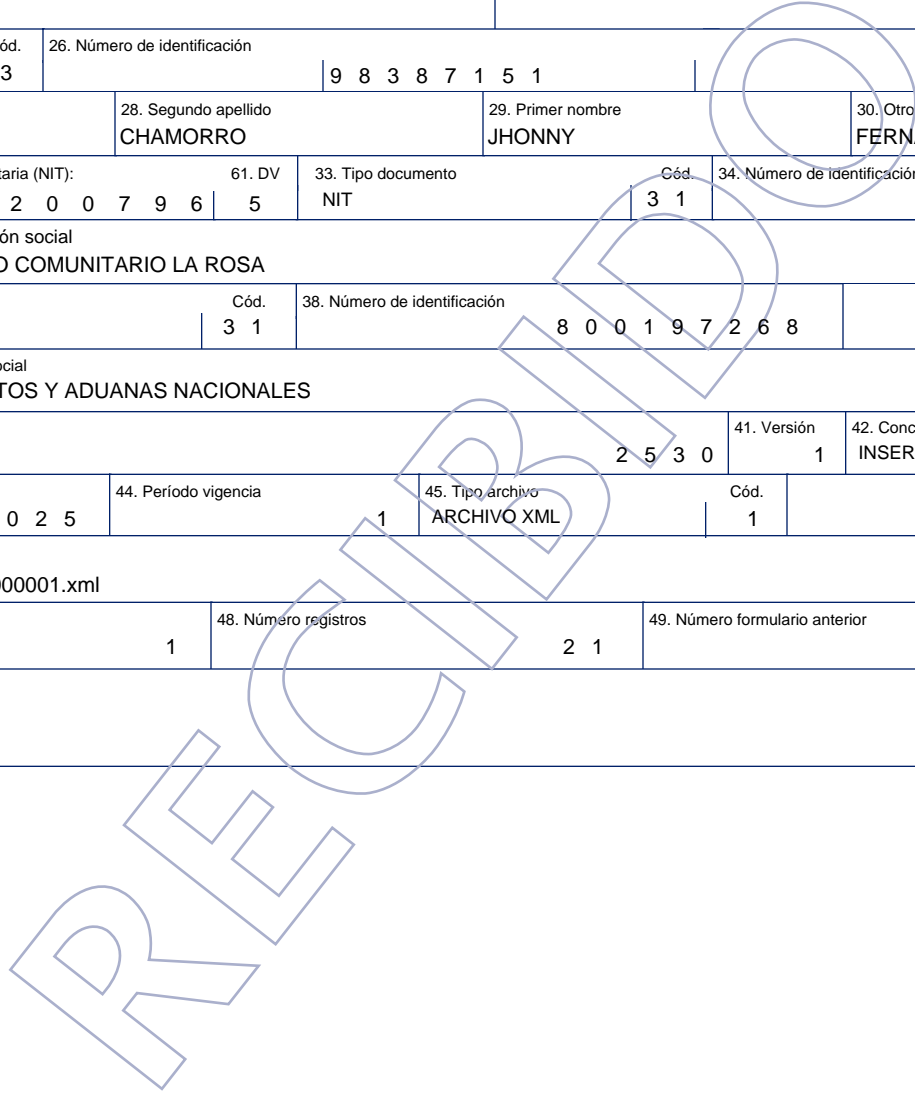 ód. 26. Número de identificación
3 9 8 3 8 7 1 5 1
28. Segundo apellido 29. Primer nombre 30. Otro
CHAMORRO JHONNY FERNA
taria (NIT): 61. DV 33. Tipo documento Cód. 34. Número de identificación
2 0 0 7 9 6 5 NIT 3 1
ón social
O COMUNITARIO LA ROSA
Cód. 38. Número de identificación
3 1 8 0 0 1 9 7 2 6 8
ocial
TOS Y ADUANAS NACIONALES
41. Versión 42. Conc
2 5 3 0 1 INSER
44. Período vigencia 45. Tipo archivo Cód.
0 2 5 1 ARCHIVO XML 1
000001.xml
48. Número registros 49. Número formulario anterior
1 2 1
RECIBIDO